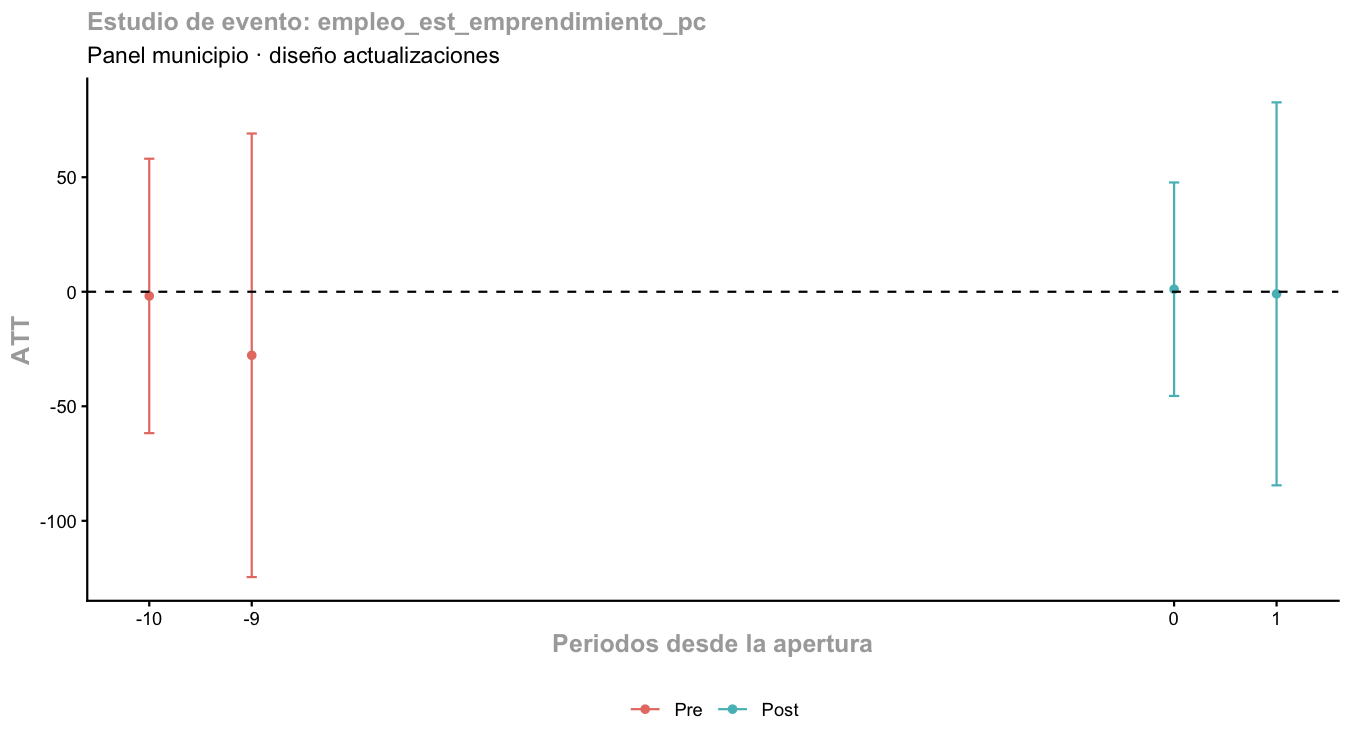 Estudio de evento: empleo_est_emprendimiento_pc
Panel municipio · diseño actualizaciones
ATT
50
0
-50
-100
-10 -9 0 1
Periodos desde la apertura
Pre Post